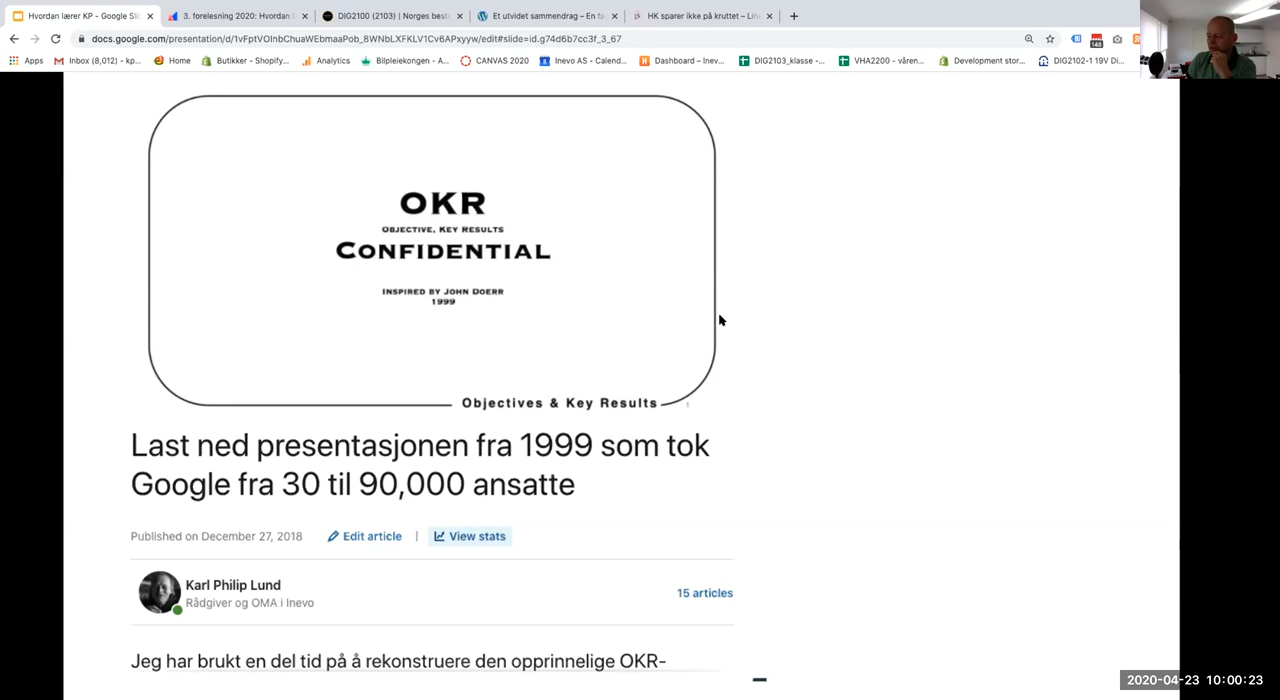 Hvordan lærer KP - Google Sli
3. forelesning 2020: Hvordan
DIG2100 (2103) | Norges best
Et utvidet sammendrag – En fa
HK sparer ikke på kruttet – Lin
docs.google.com/presentation/d/1vFptVOInbChuaWEbmaaPob_8WNbLXFKLV1Cv6APxyyw/edit#slide=id.g74d6b7cc3f_3_67
148
Apps
Inbox (8,012) - kp...
Home
Butikker - Shopify...
Analytics
Bilpleiekongen - A...
CANVAS 2020
Inevo AS - Calend...
Dashboard – Inev...
DIG2103_klasse -...
VHA2200 - våren...
Development stor...
DIG2102-1 19V Di...
OKR
Objective, Key Results
Confidential
Inspired by John Doerr
1999
Objectives & Key Results
Last ned presentasjonen fra 1999 som tok
Google fra 30 til 90,000 ansatte
Published on December 27, 2018
Edit article
|
View stats
Karl Philip Lund
Rådgiver og OMA i Inevo
15 articles
Jeg har brukt en del tid på å rekonstruere den opprinnelige OKR-
2020-04-23 10:00:23